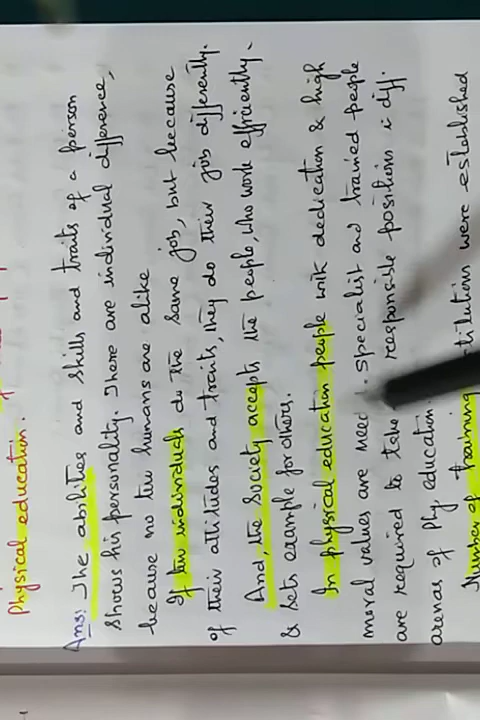 Physical education.
Ans: The abilities and skills and traits of a person
shows his personality. There are individual difference,
because no two humans are alike
If two individuals do the same job, but because
of their attitudes and traits, they do their job differently.
And, the society accepts the people, who work efficiently.
& sets example for others.
In physical education people with dedication & high
moral values are need. Specialist and trained people
are required to take responsible positions i diff.
arenas of Phy education.
Number of training were established